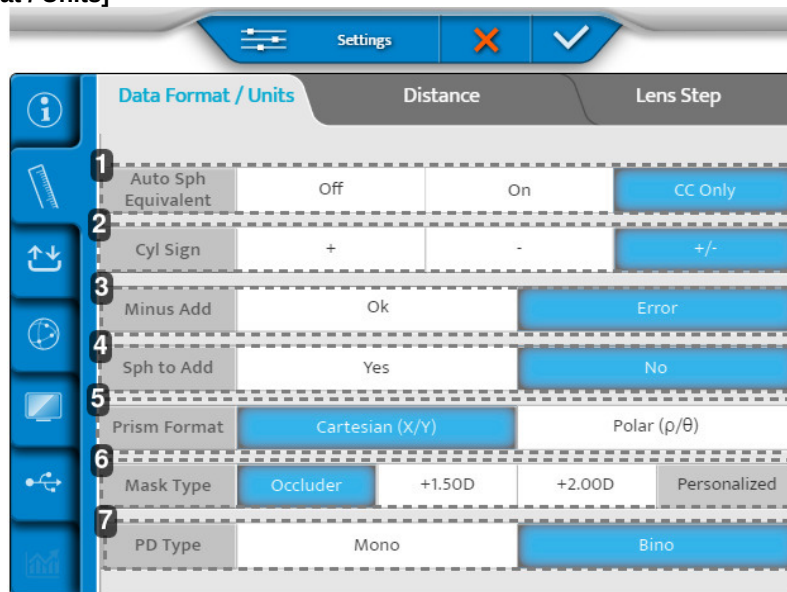 at / Units]
Settings
Data Format / Units Distance Lens Step
1
Auto Sph Equivalent Off On CC Only
2
Cyl Sign + - +/-
3
Minus Add Ok Error
4
Sph to Add Yes No
5
Prism Format Cartesian (X/Y) Polar (ρ/θ)
6
Mask Type Occluder +1.50D +2.00D Personalized
7
PD Type Mono Bino